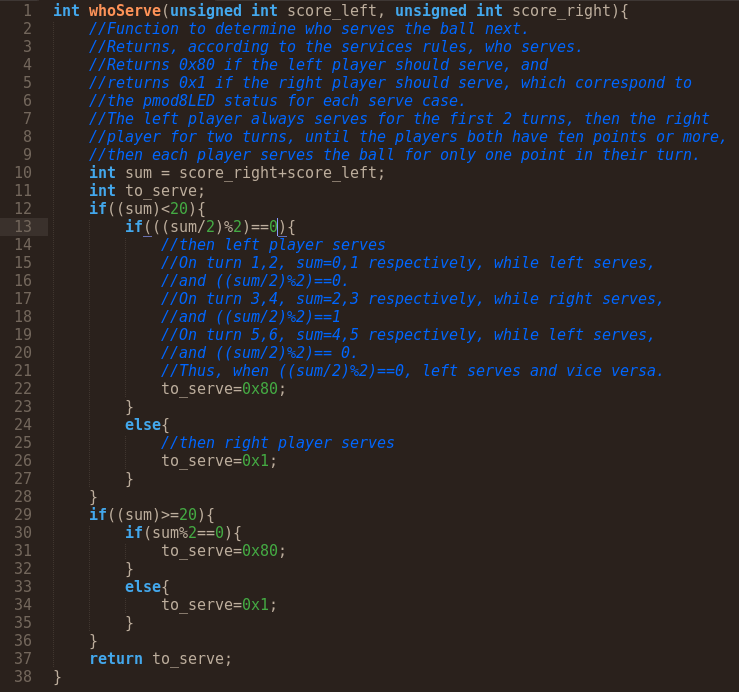 1 int whoServe(unsigned int score_left, unsigned int score_right){
2     //Function to determine who serves the ball next.
3     //Returns, according to the services rules, who serves.
4     //Returns 0x80 if the left player should serve, and
5     //returns 0x1 if the right player should serve, which correspond to
6     //the pmod8LED status for each serve case.
7     //The left player always serves for the first 2 turns, then the right
8     //player for two turns, until the players both have ten points or more,
9     //then each player serves the ball for only one point in their turn.
10     int sum = score_right+score_left;
11     int to_serve;
12     if((sum)<20){
13         if(((sum/2)%2)==0){
14             //then left player serves
15             //On turn 1,2, sum=0,1 respectively, while left serves,
16             //and ((sum/2)%2)==0.
17             //On turn 3,4, sum=2,3 respectively, while right serves,
18             //and ((sum/2)%2)==1
19             //On turn 5,6, sum=4,5 respectively, while left serves,
20             //and ((sum/2)%2)== 0.
21             //Thus, when ((sum/2)%2)==0, left serves and vice versa.
22             to_serve=0x80;
23         }
24         else{
25             //then right player serves
26             to_serve=0x1;
27         }
28     }
29     if((sum)>=20){
30         if(sum%2==0){
31             to_serve=0x80;
32         }
33         else{
34             to_serve=0x1;
35         }
36     }
37     return to_serve;
38 }